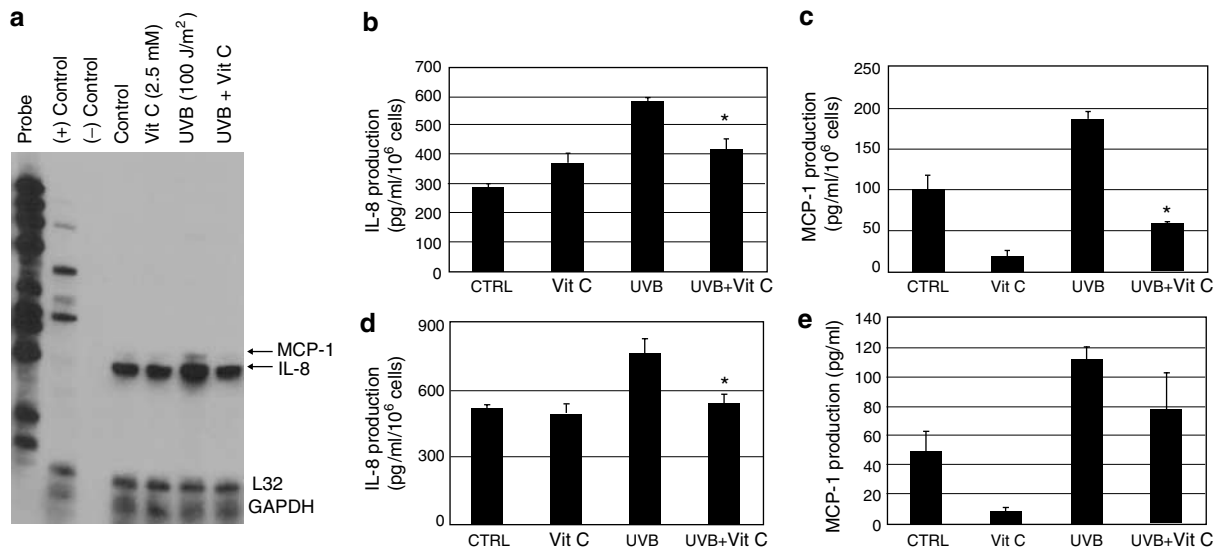 a
Probe
(+) Control
(−) Control
Control
Vit C (2.5 mM)
UVB (100 J/m²)
UVB + Vit C
MCP-1
IL-8
L32
GAPDH
b
IL-8 production
(pg/ml/10⁶ cells)
700
600
500
400
300
200
100
0
*
CTRL Vit C UVB UVB+Vit C
c
MCP-1 production
(pg/ml/10⁶ cells)
250
200
150
100
50
0
*
CTRL Vit C UVB UVB+Vit C
d
IL-8 production
(pg/ml/10⁶ cells)
900
600
300
0
*
CTRL Vit C UVB UVB+Vit C
e
MCP-1 production (pg/ml)
140
120
100
80
60
40
20
0
CTRL Vit C UVB UVB+Vit C